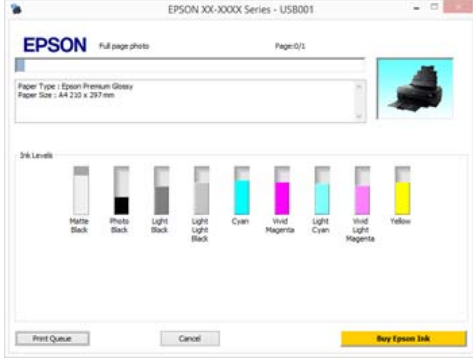 EPSON XX-XXXX Series - USB001
EPSON Full page photo Page:0/1
Paper Type : Epson Premium Glossy
Paper Size : A4 210 x 297 mm
Ink Levels
Matte Black
Photo Black
Light Black
Light Light Black
Cyan
Vivid Magenta
Light Cyan
Vivid Light Magenta
Yellow
Print Queue Cancel Buy Epson Ink